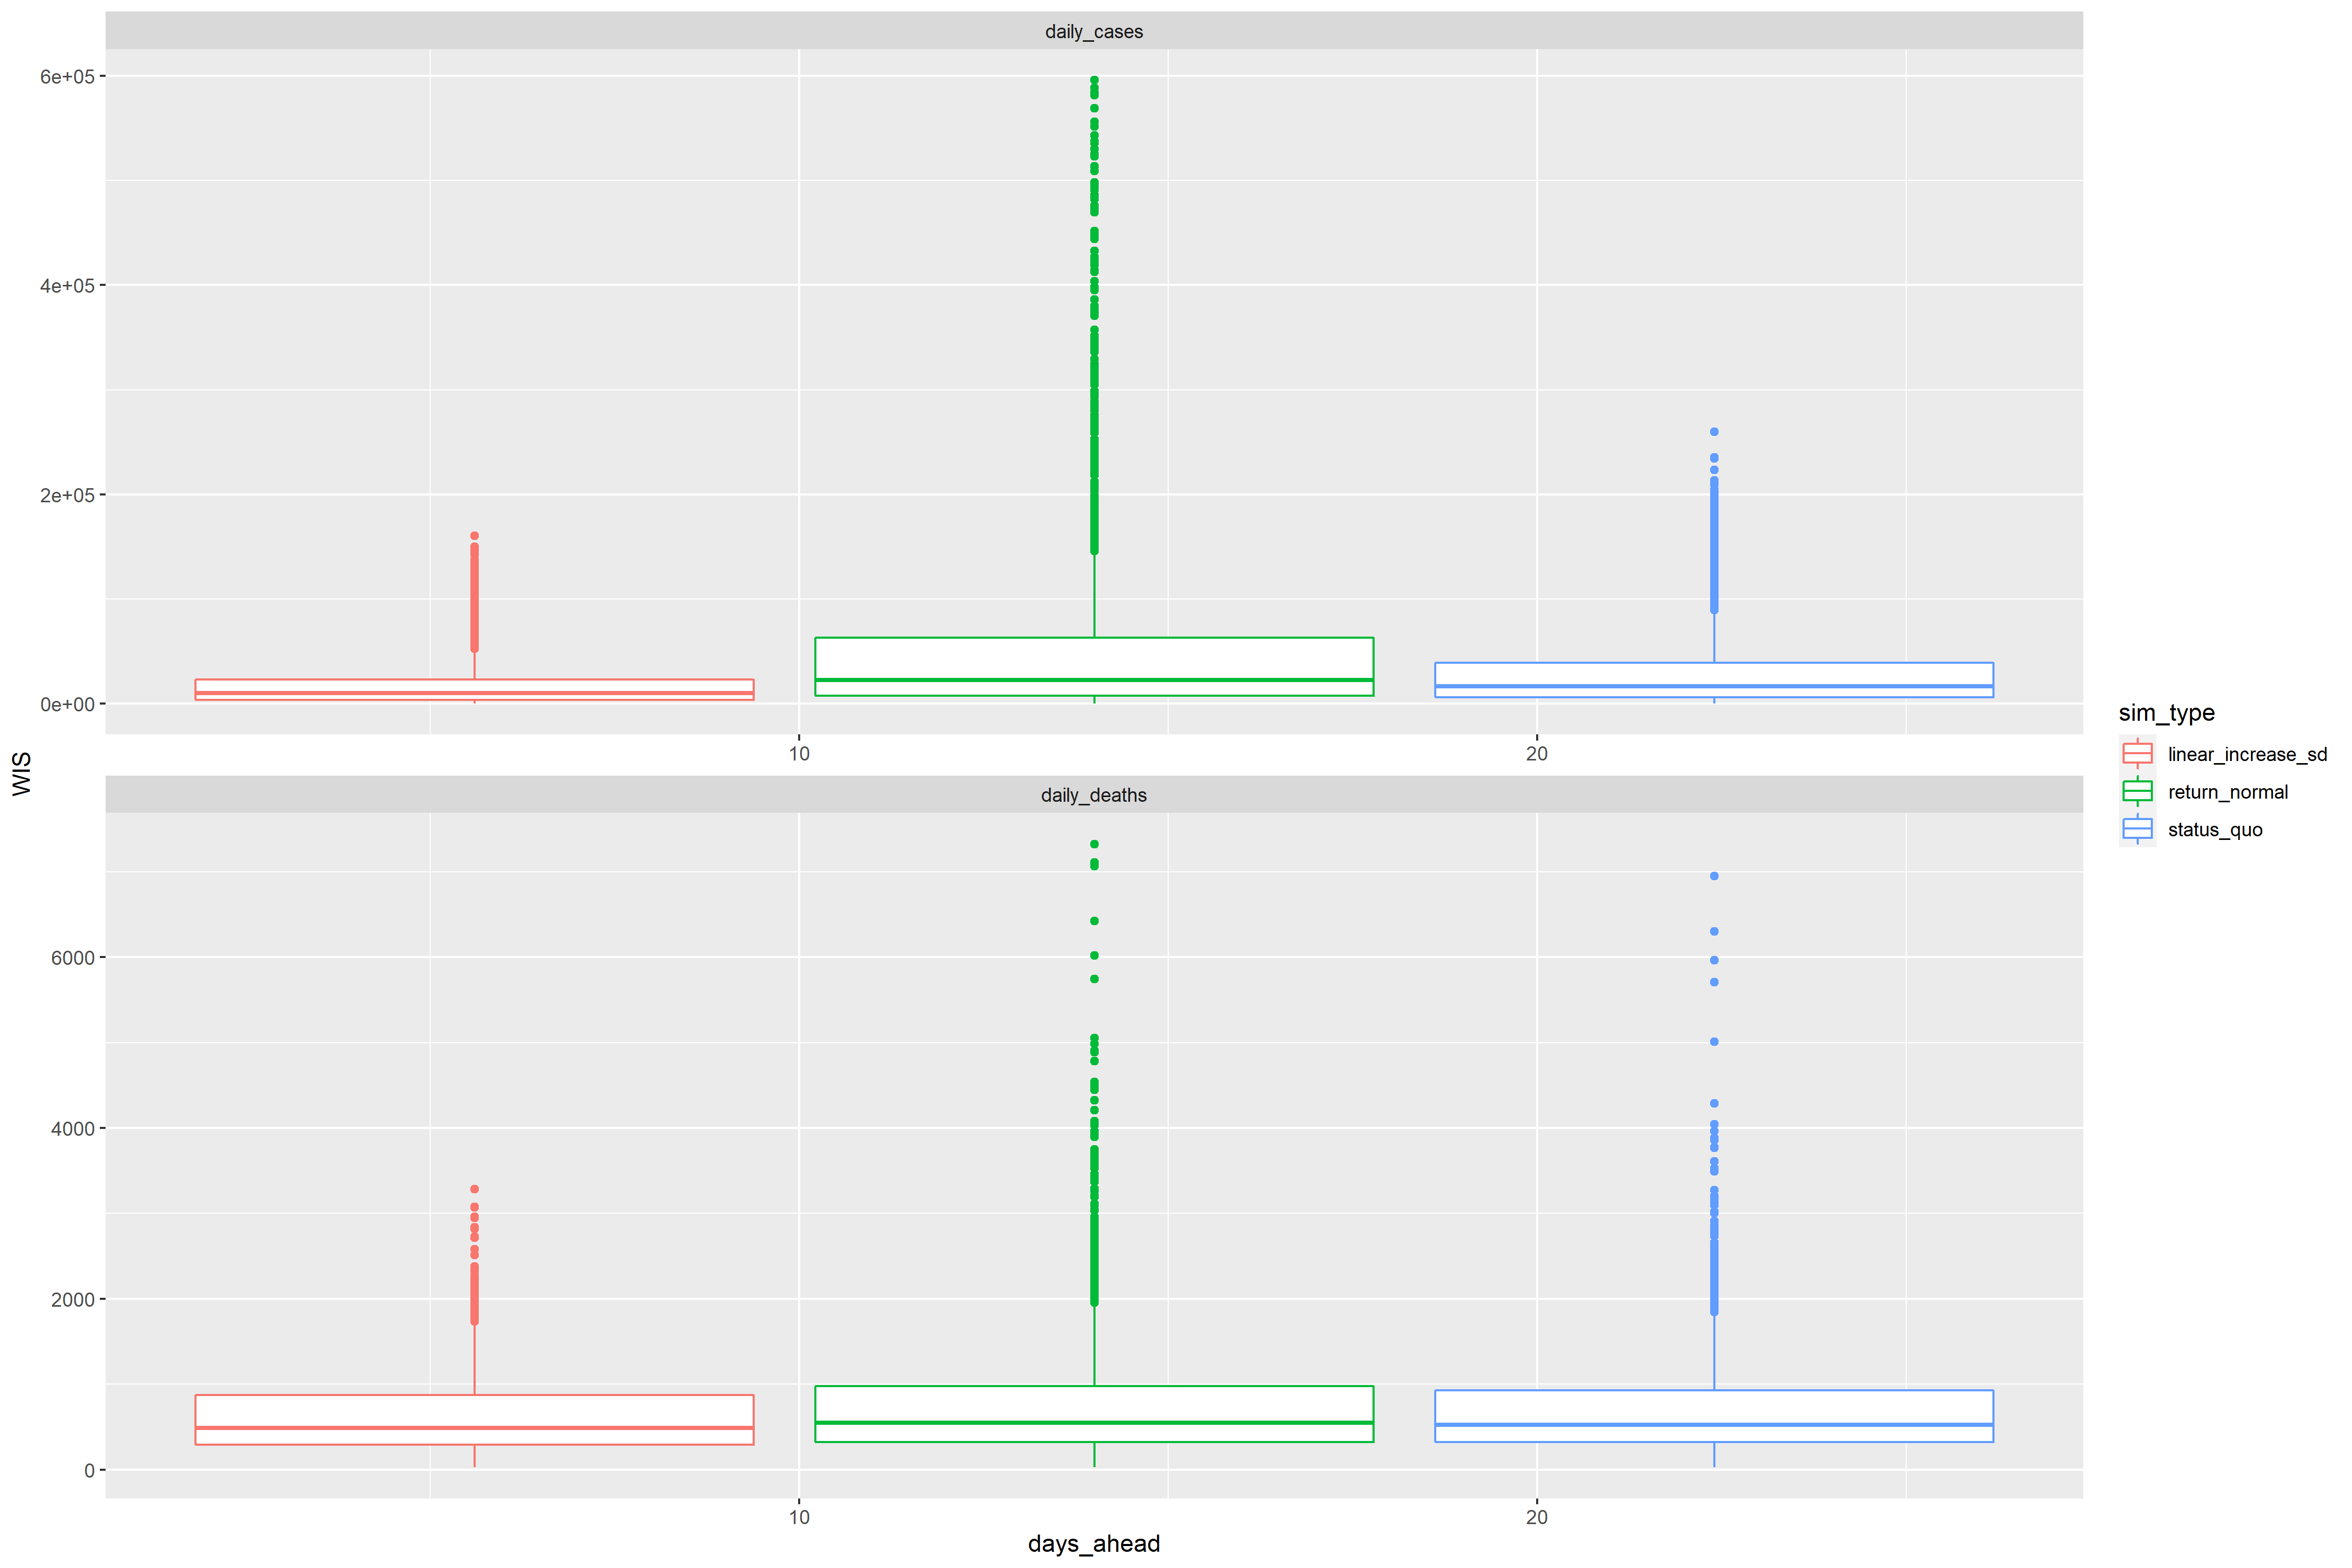 daily_cases
6e+05
4e+05
2e+05
0e+00
10
20
WIS
daily_deaths
6000
4000
2000
0
10
20
days_ahead
sim_type
linear_increase_sd
return_normal
status_quo